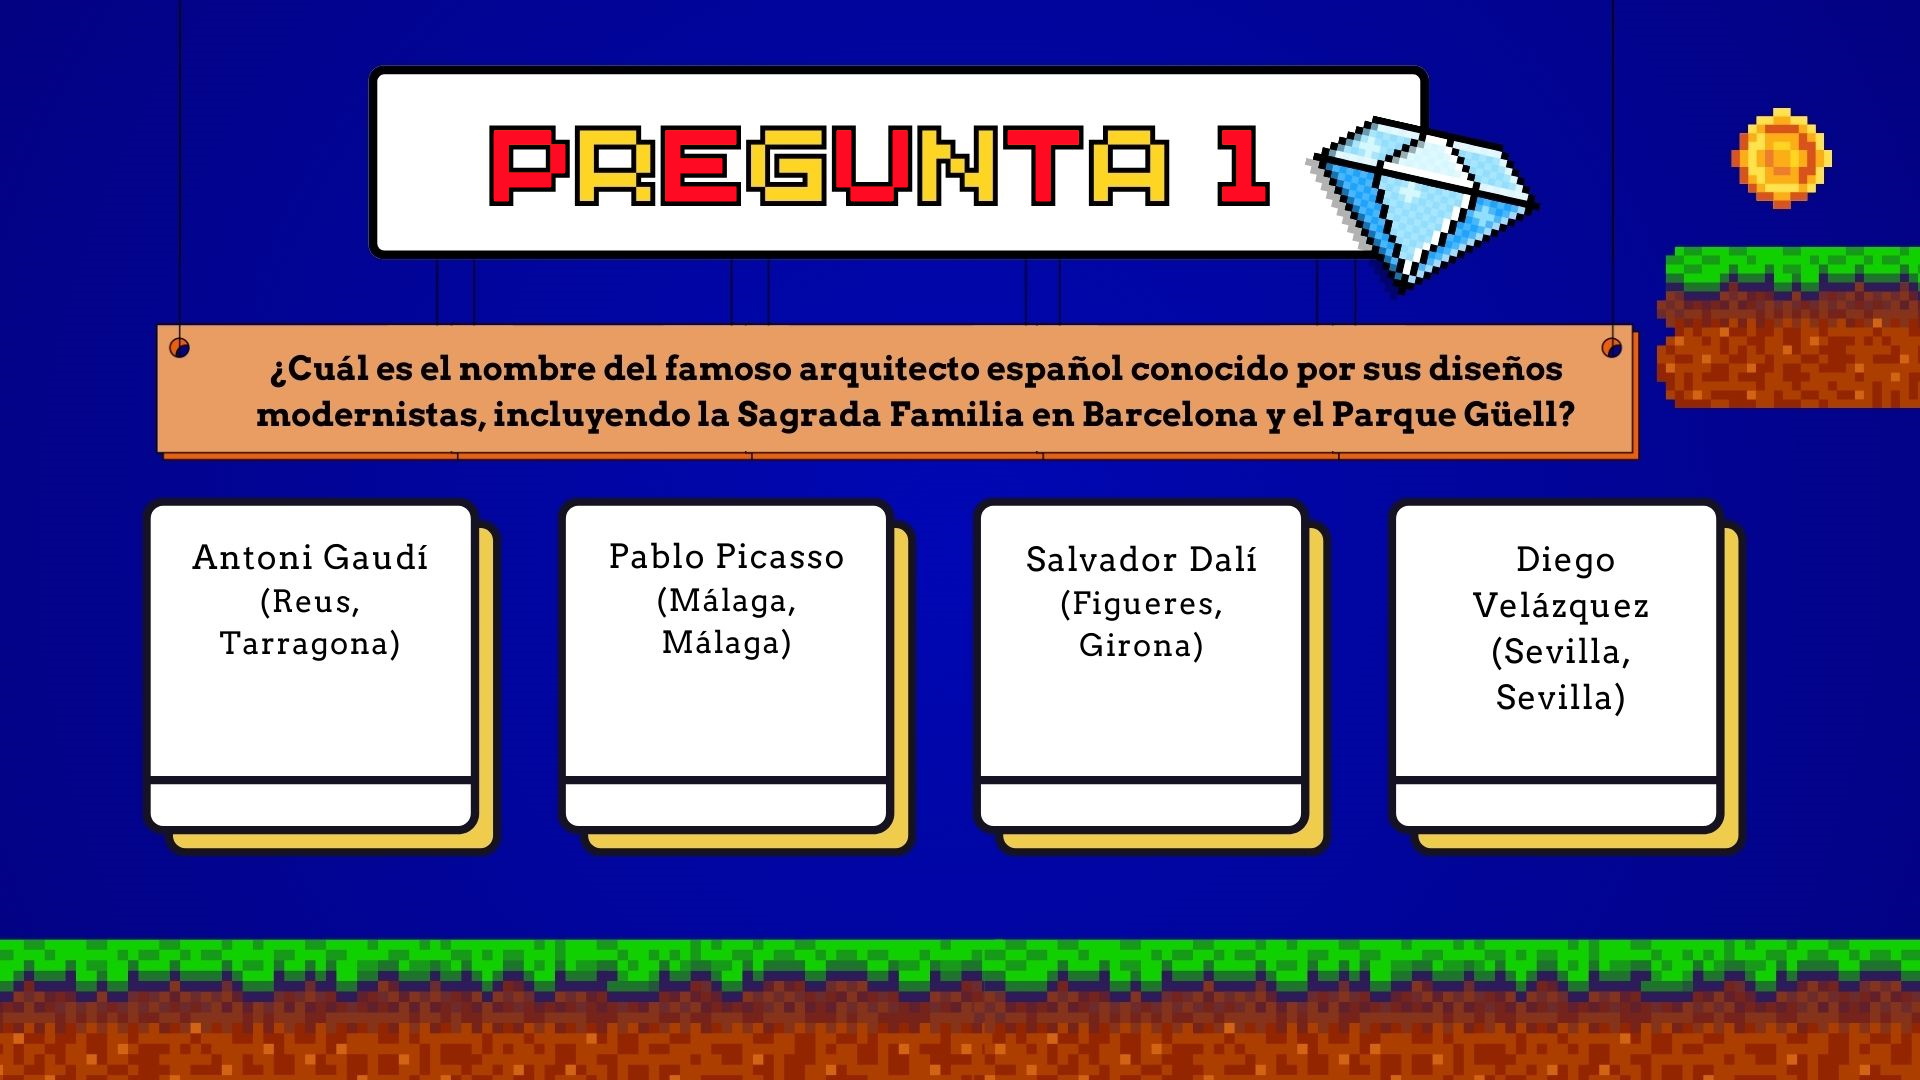 PREGUNTA 1
¿Cuál es el nombre del famoso arquitecto español conocido por sus diseños
modernistas, incluyendo la Sagrada Familia en Barcelona y el Parque Güell?
Antoni Gaudí
(Reus,
Tarragona)
Pablo Picasso
(Málaga,
Málaga)
Salvador Dalí
(Figueres,
Girona)
Diego
Velázquez
(Sevilla,
Sevilla)